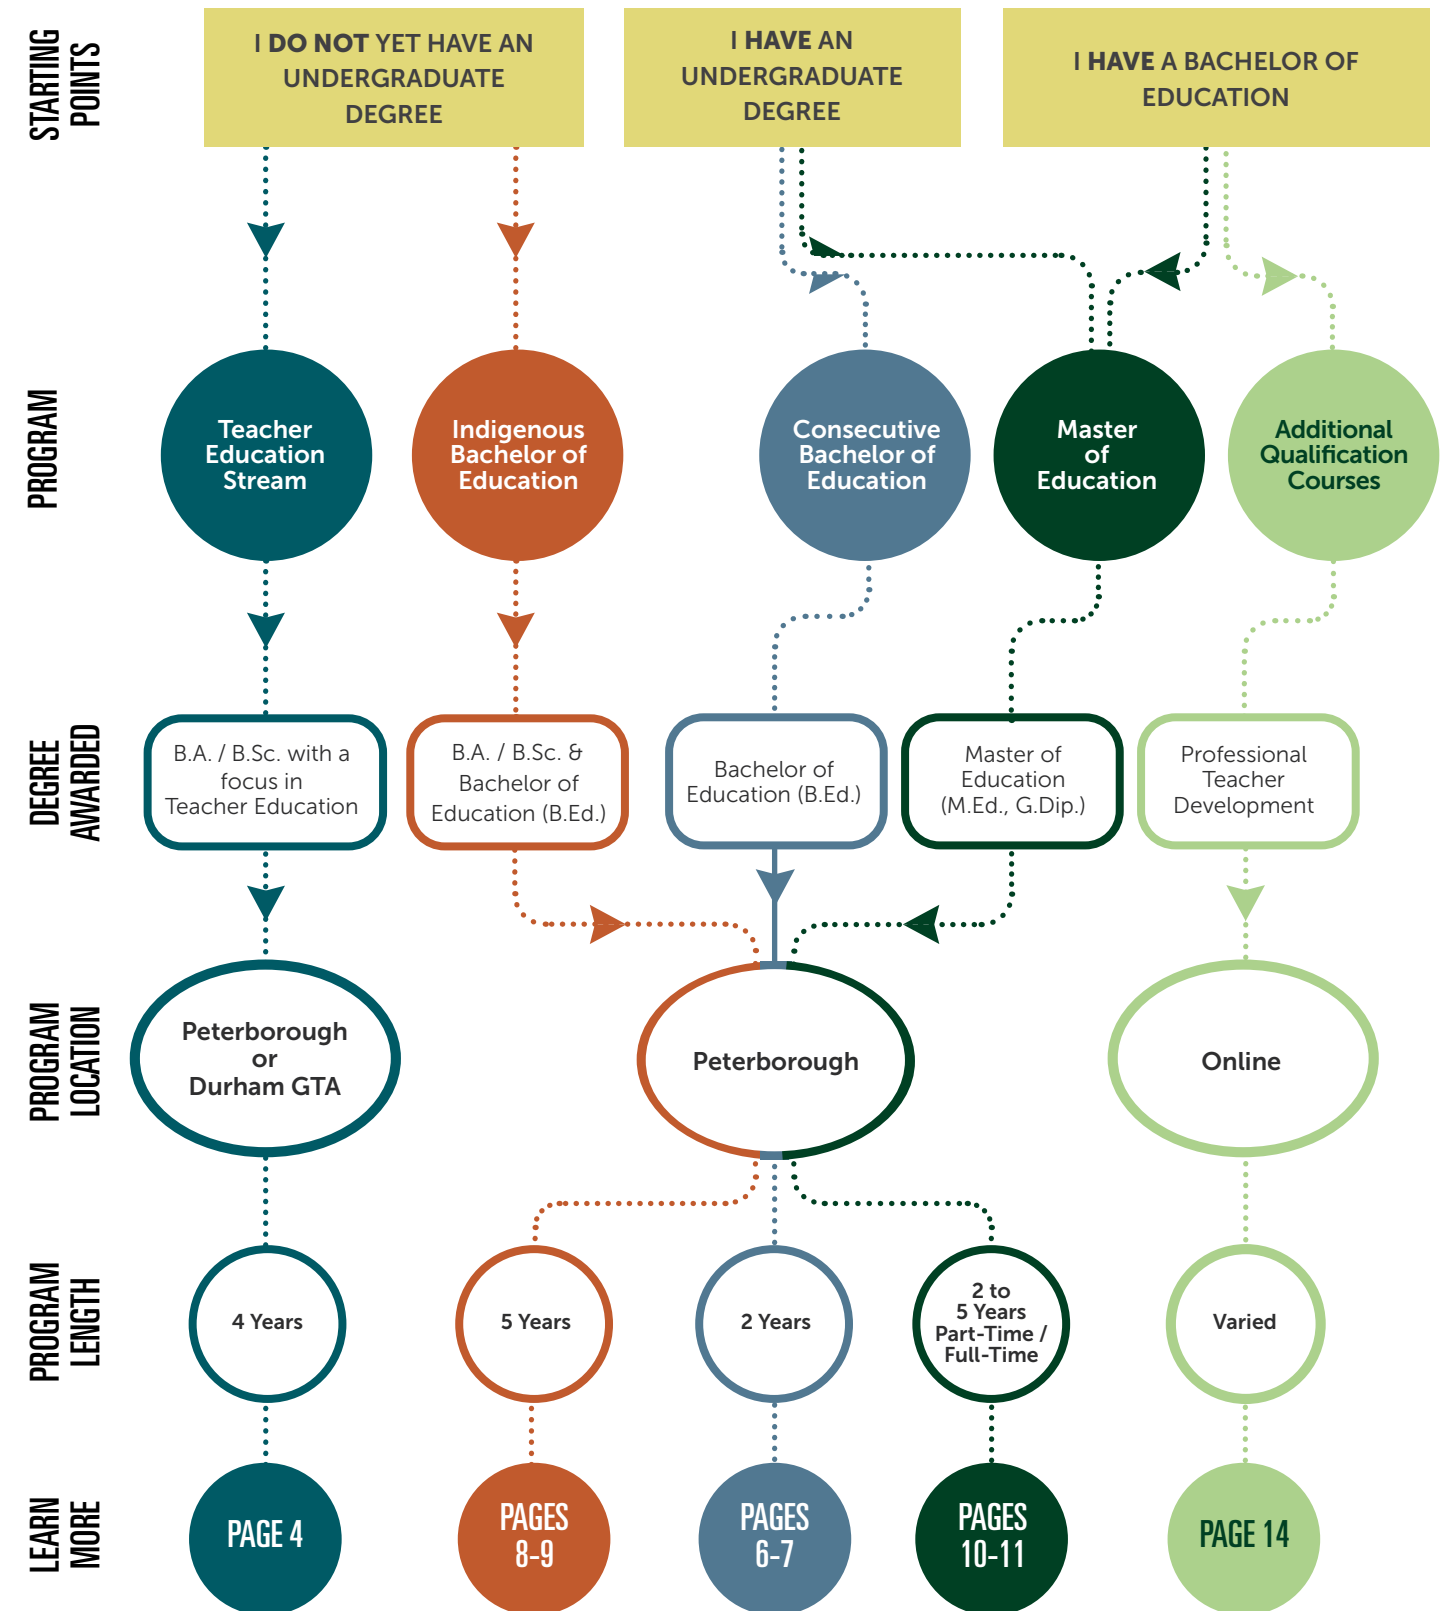 STARTING
POINTS
I DO NOT YET HAVE AN
UNDERGRADUATE
DEGREE
I HAVE AN
UNDERGRADUATE
DEGREE
I HAVE A BACHELOR OF
EDUCATION
PROGRAM
Teacher
Education
Stream
Indigenous
Bachelor of
Education
Consecutive
Bachelor of
Education
Master
of
Education
Additional
Qualification
Courses
DEGREE
AWARDED
B.A. / B.Sc. with a
focus in
Teacher Education
B.A. / B.Sc. &
Bachelor of
Education (B.Ed.)
Bachelor of
Education (B.Ed.)
Master of
Education
(M.Ed., G.Dip.)
Professional
Teacher
Development
PROGRAM
LOCATION
Peterborough
or
Durham GTA
Peterborough
Online
PROGRAM
LENGTH
4 Years
5 Years
2 Years
2 to
5 Years
Part-Time /
Full-Time
Varied
LEARN
MORE
PAGE 4
PAGES
8-9
PAGES
6-7
PAGES
10-11
PAGE 14